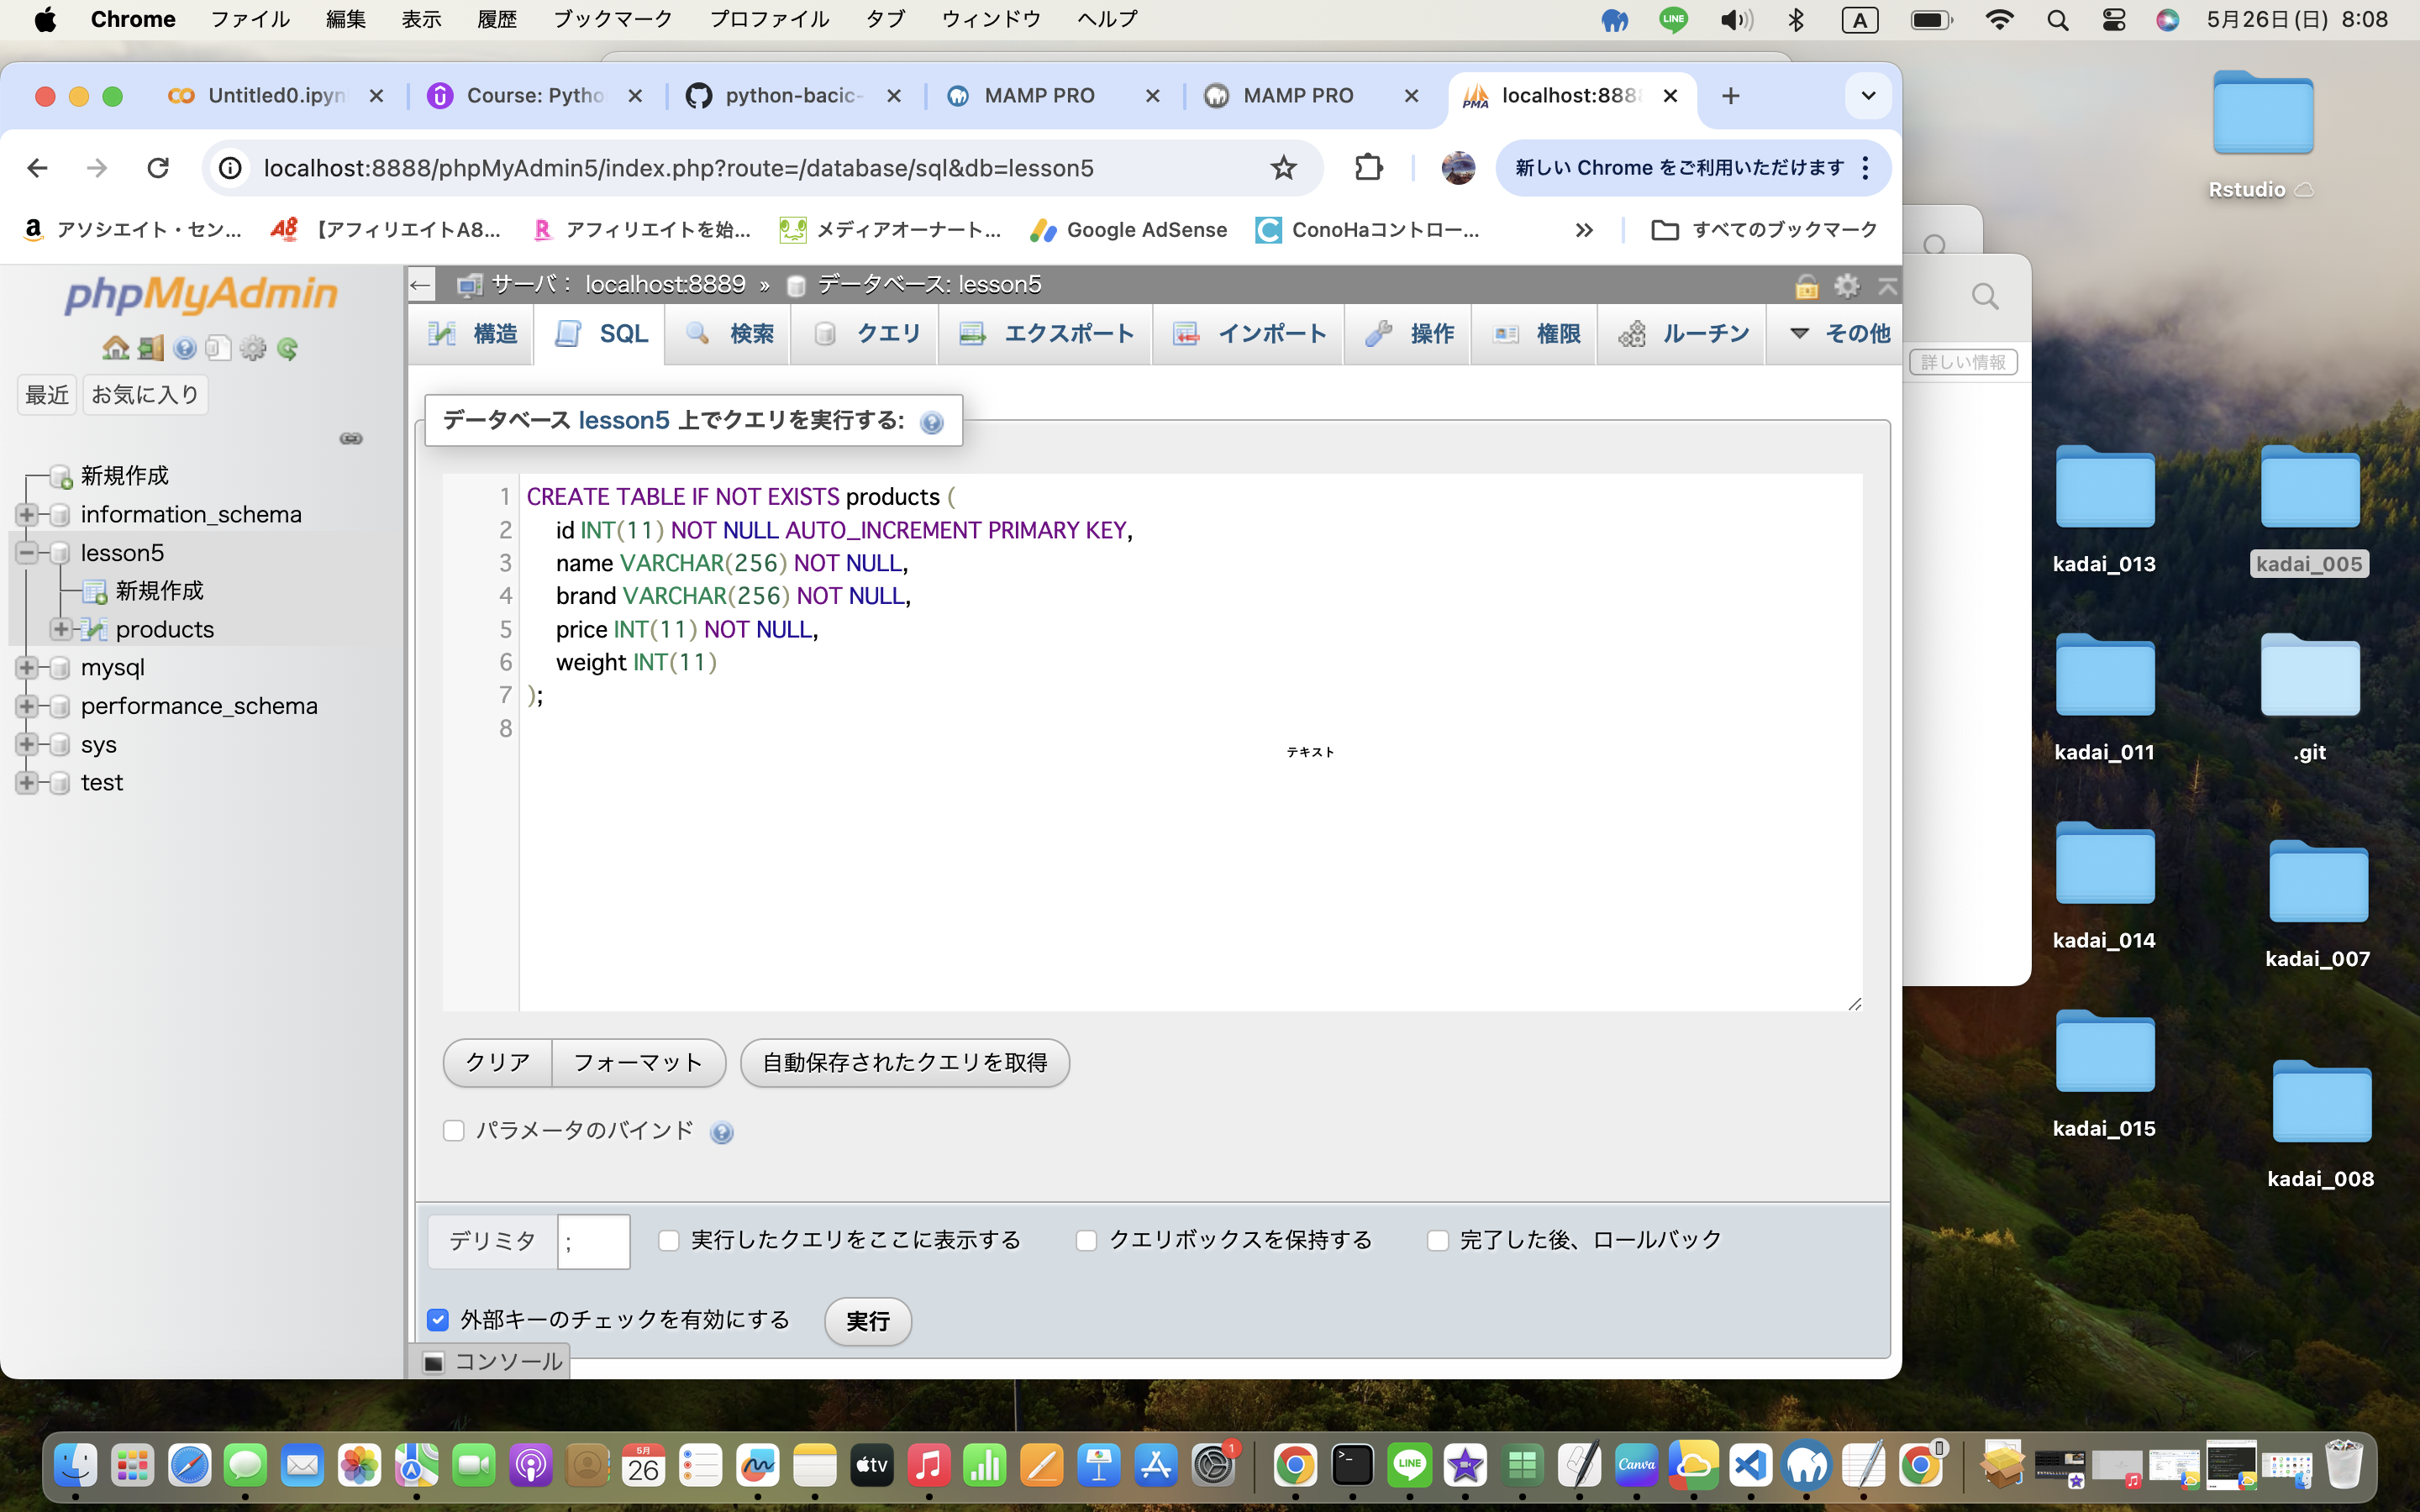 Chrome ファイル 編集 表示 履歴 ブックマーク プロファイル タブ ウィンドウ ヘルプ LINE A 5月26日(日) 8:08
Untitled0.ipyn Course: Pytho python-bacic- MAMP PRO MAMP PRO PMA localhost:888
localhost:8888/phpMyAdmin5/index.php?route=/database/sql&db=lesson5 新しい Chrome をご利用いただけます
アソシエイト・セン... 【アフィリエイトA8... アフィリエイトを始... メディアオーナート... Google AdSense ConoHaコントロー... » すべてのブックマーク
phpMyAdmin
最近 お気に入り
新規作成
information_schema
lesson5
新規作成
products
mysql
performance_schema
sys
test
サーバ： localhost:8889 » データベース: lesson5
構造 SQL 検索 クエリ エクスポート インポート 操作 権限 ルーチン その他
データベース lesson5 上でクエリを実行する:
1 CREATE TABLE IF NOT EXISTS products (
2 id INT(11) NOT NULL AUTO_INCREMENT PRIMARY KEY,
3 name VARCHAR(256) NOT NULL,
4 brand VARCHAR(256) NOT NULL,
5 price INT(11) NOT NULL,
6 weight INT(11)
7 );
8
テキスト
クリア フォーマット 自動保存されたクエリを取得
パラメータのバインド
デリミタ ; 実行したクエリをここに表示する クエリボックスを保持する 完了した後、ロールバック
外部キーのチェックを有効にする 実行
コンソール
詳しい情報
Rstudio
kadai_013 kadai_005
kadai_011 .git
kadai_014 kadai_007
kadai_015 kadai_008
5月 26 tv 1 LINE Canva